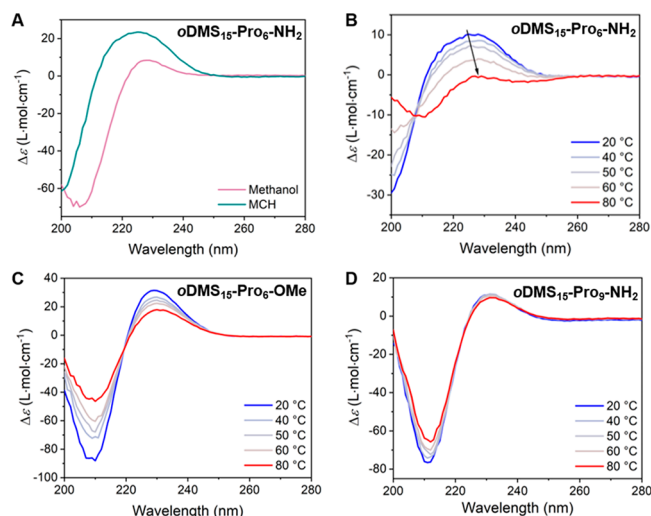 A
oDMS₁₅-Pro₆-NH₂
Δε (L·mol·cm⁻¹)
20
0
-20
-40
-60
200 220 240 260 280
Wavelength (nm)
Methanol
MCH
B
oDMS₁₅-Pro₆-NH₂
Δε (L·mol·cm⁻¹)
10
0
-10
-20
-30
200 220 240 260 280
Wavelength (nm)
20 °C
40 °C
50 °C
60 °C
80 °C
C
oDMS₁₅-Pro₆-OMe
Δε (L·mol·cm⁻¹)
40
20
0
-20
-40
-60
-80
-100
200 220 240 260 280
Wavelength (nm)
20 °C
40 °C
50 °C
60 °C
80 °C
D
oDMS₁₅-Pro₉-NH₂
Δε (L·mol·cm⁻¹)
20
0
-20
-40
-60
-80
200 220 240 260 280
Wavelength (nm)
20 °C
40 °C
50 °C
60 °C
80 °C